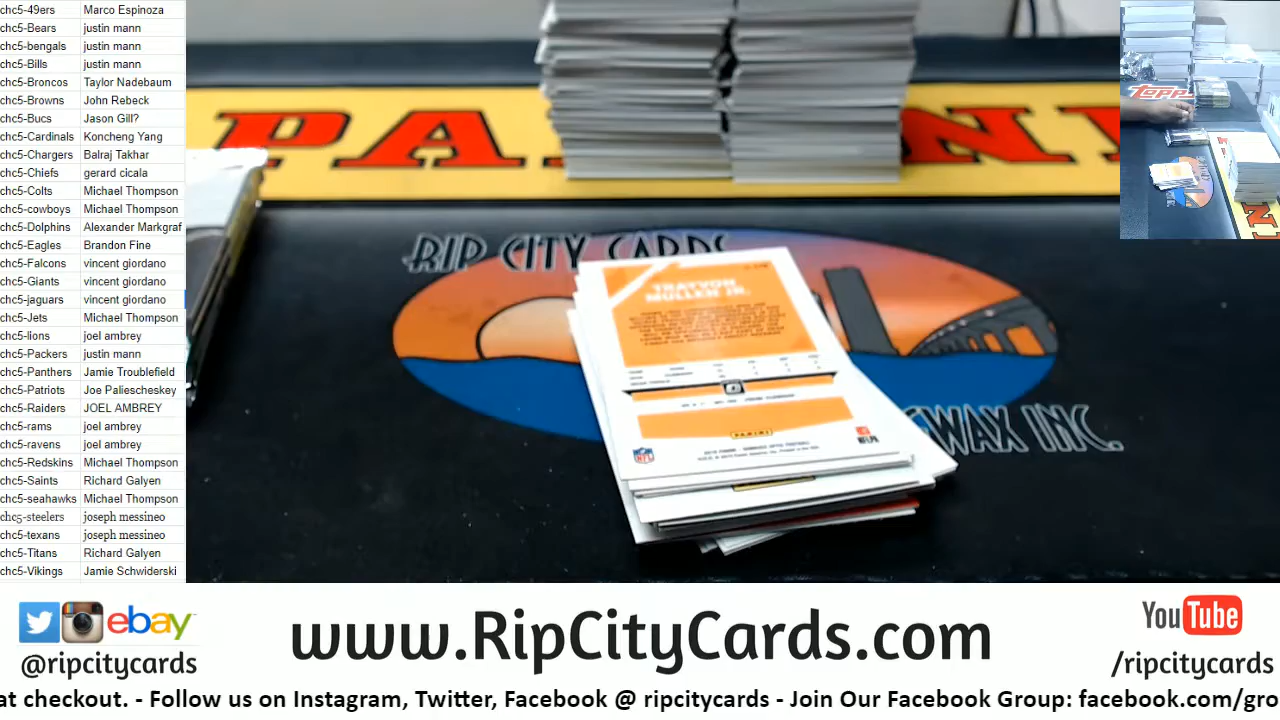 chc5-49ers Marco Espinoza
chc5-Bears justin mann
chc5-bengals justin mann
chc5-Bills justin mann
chc5-Broncos Taylor Nadebaum
chc5-Browns John Rebeck
chc5-Bucs Jason Gill?
chc5-Cardinals Koncheng Yang
chc5-Chargers Balraj Takhar
chc5-Chiefs gerard cicala
chc5-Colts Michael Thompson
chc5-cowboys Michael Thompson
chc5-Dolphins Alexander Markgraf
chc5-Eagles Brandon Fine
chc5-Falcons vincent giordano
chc5-Giants vincent giordano
chc5-jaguars vincent giordano
chc5-Jets Michael Thompson
chc5-lions joel ambrey
chc5-Packers justin mann
chc5-Panthers Jamie Troublefield
chc5-Patriots Joe Paliescheskey
chc5-Raiders JOEL AMBREY
chc5-rams joel ambrey
chc5-ravens joel ambrey
chc5-Redskins Michael Thompson
chc5-Saints Richard Galyen
chc5-seahawks Michael Thompson
chc5-steelers joseph messineo
chc5-texans joseph messineo
chc5-Titans Richard Galyen
chc5-Vikings Jamie Schwiderski
PA NI
RIP CITY CARDS
SWAX INC.
TRAYVON
MULLEN JR.
PANINI
NFL
Topps
ebay
@ripcitycards
www.RipCityCards.com
YouTube
/ripcitycards
at checkout. - Follow us on Instagram, Twitter, Facebook @ ripcitycards - Join Our Facebook Group: facebook.com/gro